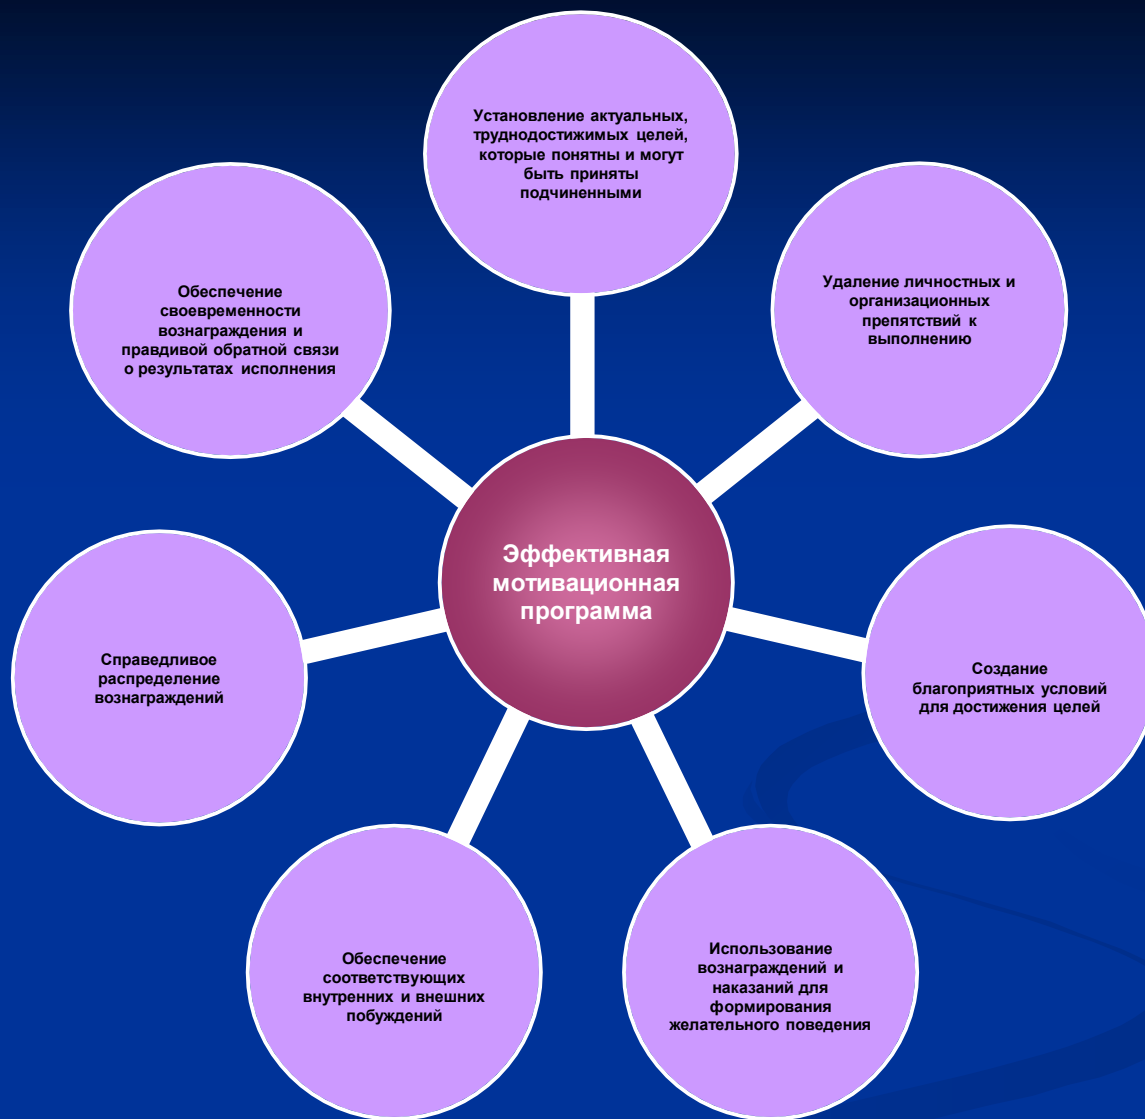 Установление актуальных,
труднодостижимых целей,
которые понятны и могут
быть приняты
подчиненными
Удаление личностных и
организационных
препятствий к
выполнению
Создание
благоприятных условий
для достижения целей
Использование
вознаграждений и
наказаний для
формирования
желательного поведения
Обеспечение
соответствующих
внутренних и внешних
побуждений
Справедливое
распределение
вознаграждений
Обеспечение
своевременности
вознаграждения и
правдивой обратной связи
о результатах исполнения
Эффективная
мотивационная
программа